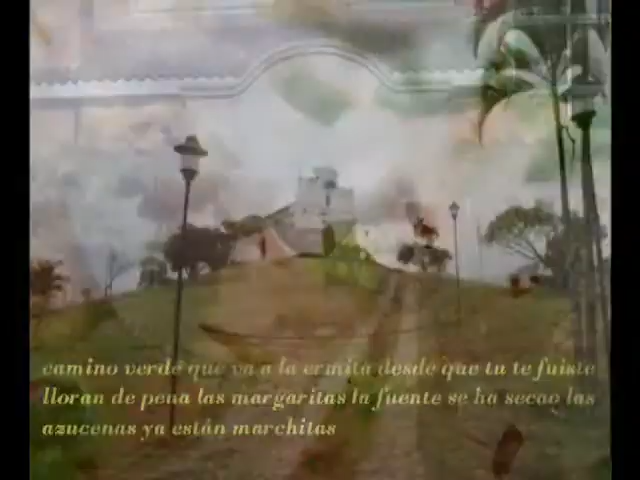 camino verde que va a la ermita desde que tu te fuiste
lloran de pena las margaritas la fuente se ha secao las
azucenas ya están marchitas